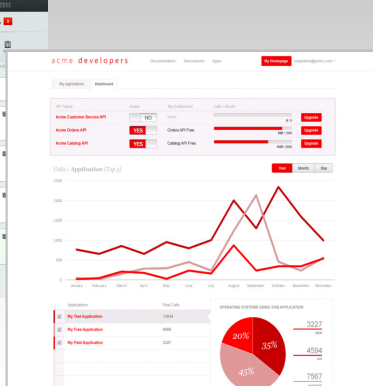 acme developers
Documentation Discussions Apps My Homepage
My Applications Dashboard
API Name Active My Entitlement Calls / Month
Acme Customer Service API NO None Upgrade
Acme Orders API YES Orders API Free Upgrade
Acme Catalog API YES Catalog API Free Upgrade
Calls / Application (Top 3) Year Month Day
2500
2000
1500
1000
500
0
January February March April May June July August September October November December
Applications Total Calls
My Test Application
My Free Application
My Paid Application 3227
OPERATING SYSTEMS USING THIS APPLICATION
20%
35%
45%
3227
4594
7567